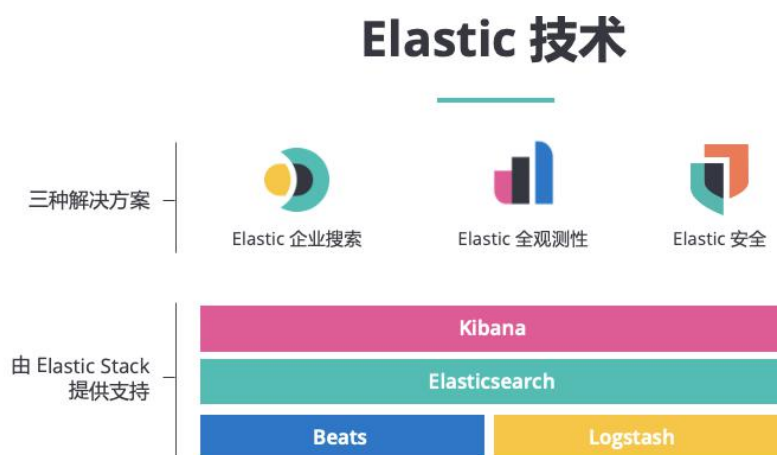 Elastic 技术
三种解决方案
Elastic 企业搜索
Elastic 全观测性
Elastic 安全
由 Elastic Stack
提供支持
Kibana
Elasticsearch
Beats
Logstash